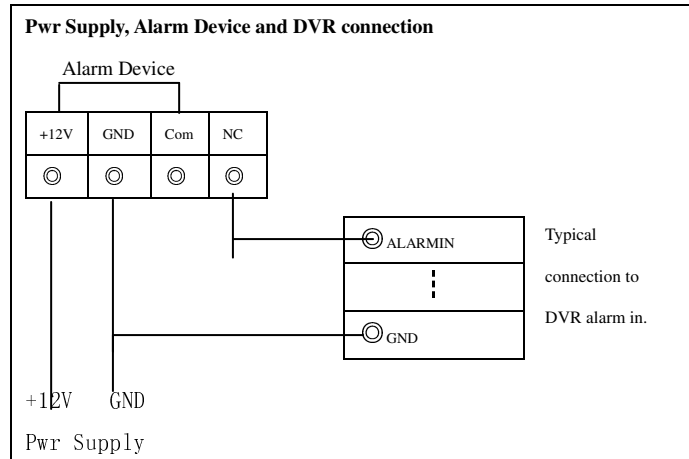 Pwr Supply, Alarm Device and DVR connection
Alarm Device
+12V GND Com NC
ALARMIN
GND
Typical
connection to
DVR alarm in.
+12V GND
Pwr Supply